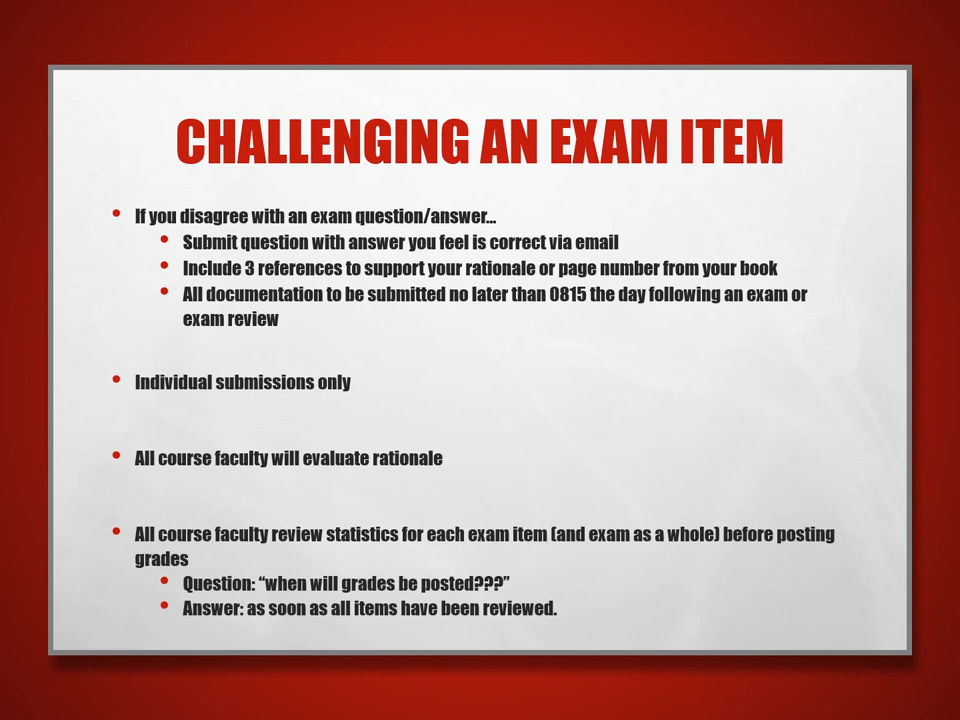 CHALLENGING AN EXAM ITEM
• If you disagree with an exam question/answer...
• Submit question with answer you feel is correct via email
• Include 3 references to support your rationale or page number from your book
• All documentation to be submitted no later than 0815 the day following an exam or
exam review
• Individual submissions only
• All course faculty will evaluate rationale
• All course faculty review statistics for each exam item (and exam as a whole) before posting
grades
• Question: “when will grades be posted???”
• Answer: as soon as all items have been reviewed.